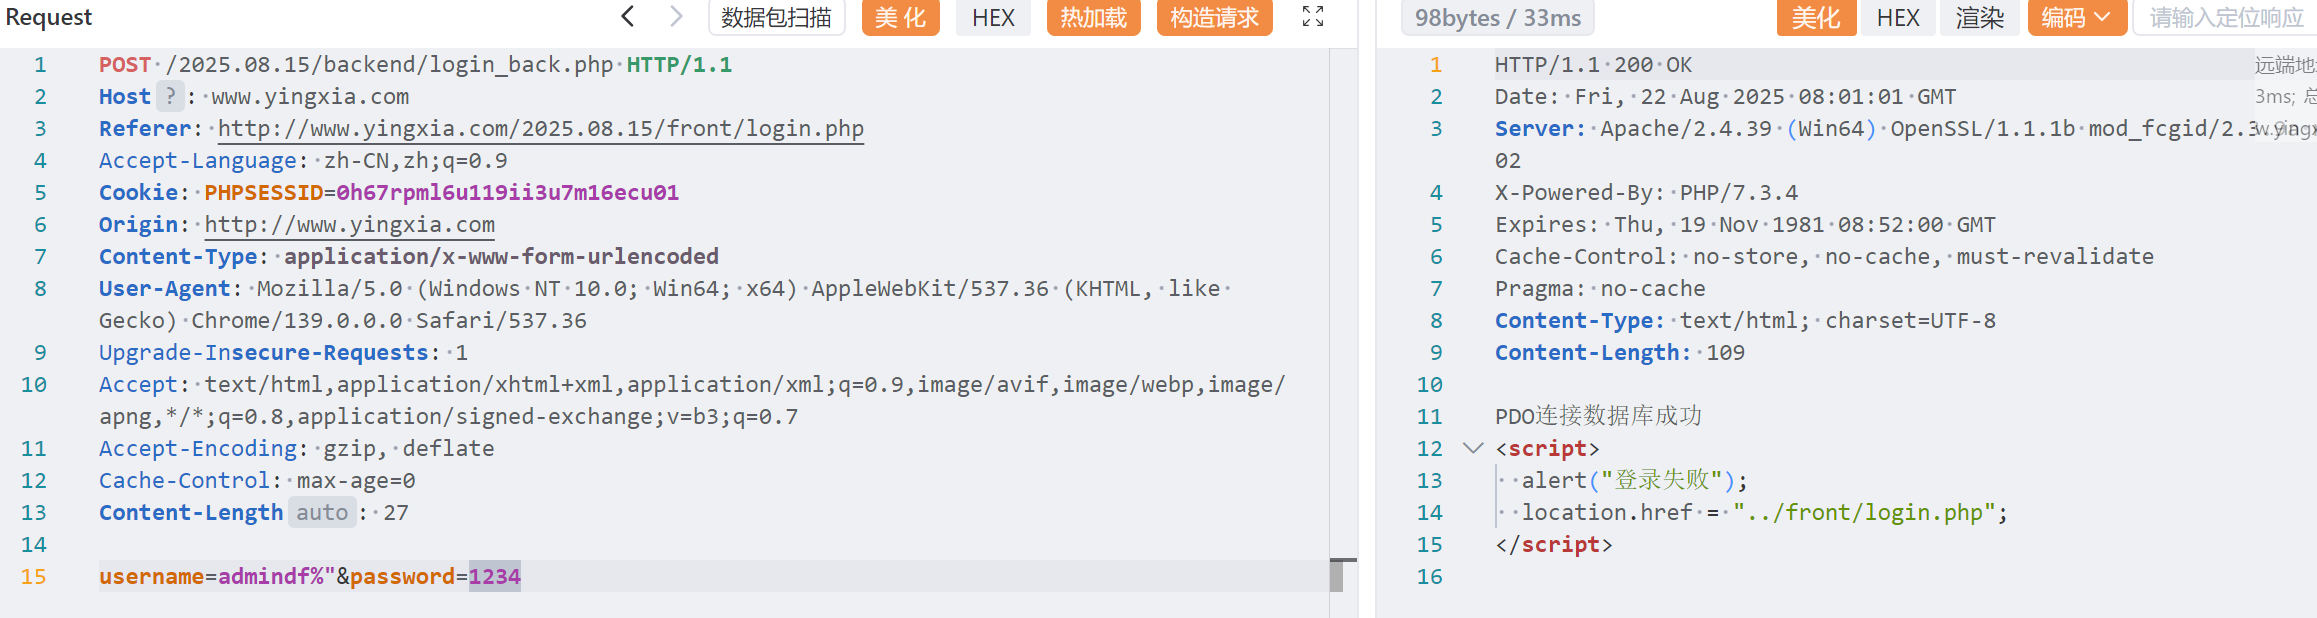 Request
数据包扫描
美 化
HEX
热加载
构造请求
1 POST /2025.08.15/backend/login_back.php HTTP/1.1
2 Host ? : www.yingxia.com
3 Referer: http://www.yingxia.com/2025.08.15/front/login.php
4 Accept-Language: zh-CN,zh;q=0.9
5 Cookie: PHPSESSID=0h67rpml6u119ii3u7m16ecu01
6 Origin: http://www.yingxia.com
7 Content-Type: application/x-www-form-urlencoded
8 User-Agent: Mozilla/5.0 (Windows NT 10.0; Win64; x64) AppleWebKit/537.36 (KHTML, like
Gecko) Chrome/139.0.0.0 Safari/537.36
9 Upgrade-Insecure-Requests: 1
10 Accept: text/html,application/xhtml+xml,application/xml;q=0.9,image/avif,image/webp,image/
apng,*/*;q=0.8,application/signed-exchange;v=b3;q=0.7
11 Accept-Encoding: gzip, deflate
12 Cache-Control: max-age=0
13 Content-Length auto : 27
14
15 username=admindf%"&password=1234
98bytes / 33ms
美化
HEX
渲染
编码
请输入定位响应
1 HTTP/1.1 200 OK
远端地
2 Date: Fri, 22 Aug 2025 08:01:01 GMT
3ms; 总
3 Server: Apache/2.4.39 (Win64) OpenSSL/1.1.1b mod_fcgid/2.3
02
4 X-Powered-By: PHP/7.3.4
5 Expires: Thu, 19 Nov 1981 08:52:00 GMT
6 Cache-Control: no-store, no-cache, must-revalidate
7 Pragma: no-cache
8 Content-Type: text/html; charset=UTF-8
9 Content-Length: 109
10
11 PDO连接数据库成功
12 <script>
13 alert("登录失败");
14 location.href = "../front/login.php";
15 </script>
16